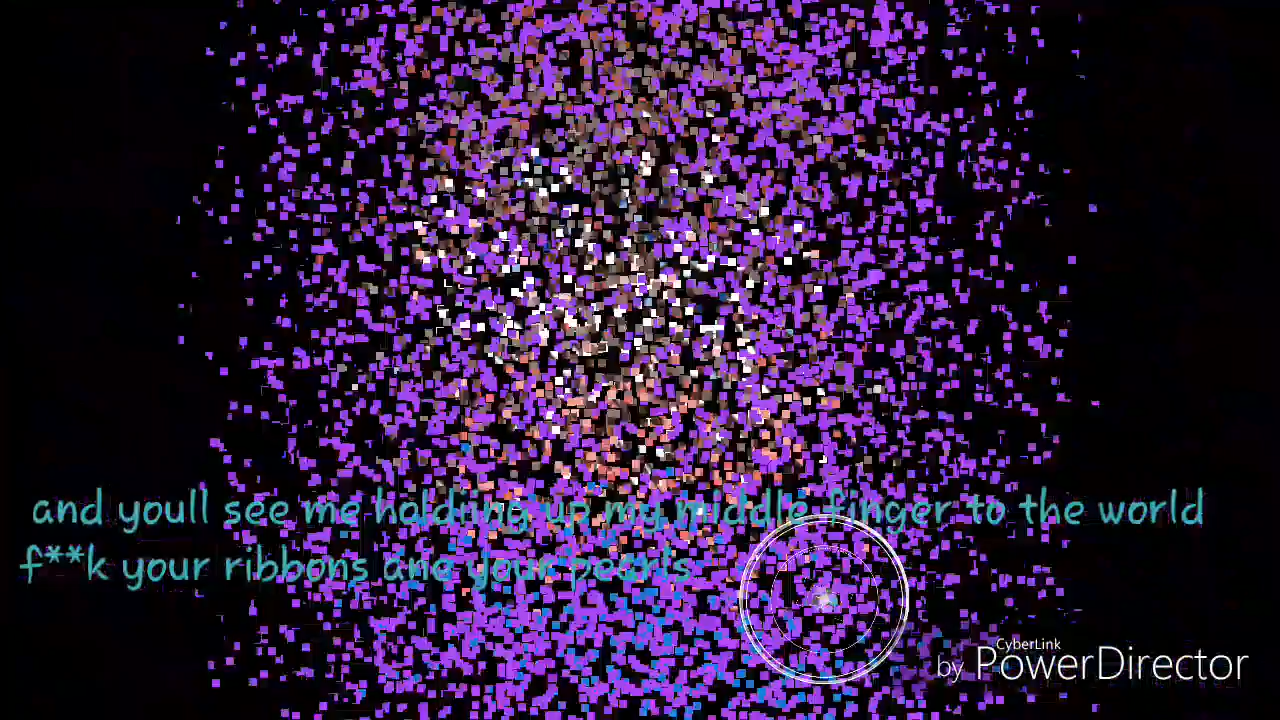 and youll see me holding up my middle finger to the world
f**k your ribbons and your pearls
CyberLink
by PowerDirector